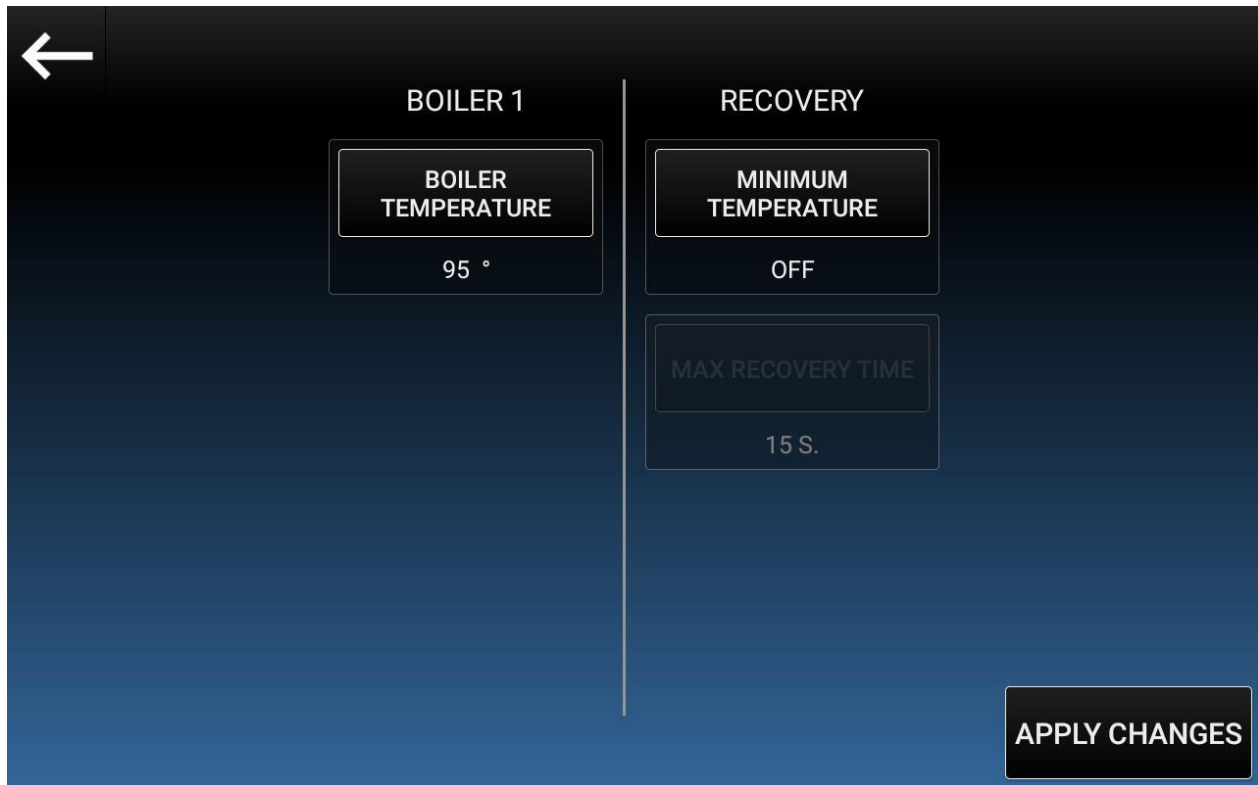 BOILER 1
BOILER
TEMPERATURE
95 °
RECOVERY
MINIMUM
TEMPERATURE
OFF
MAX RECOVERY TIME
15 S.
APPLY CHANGES